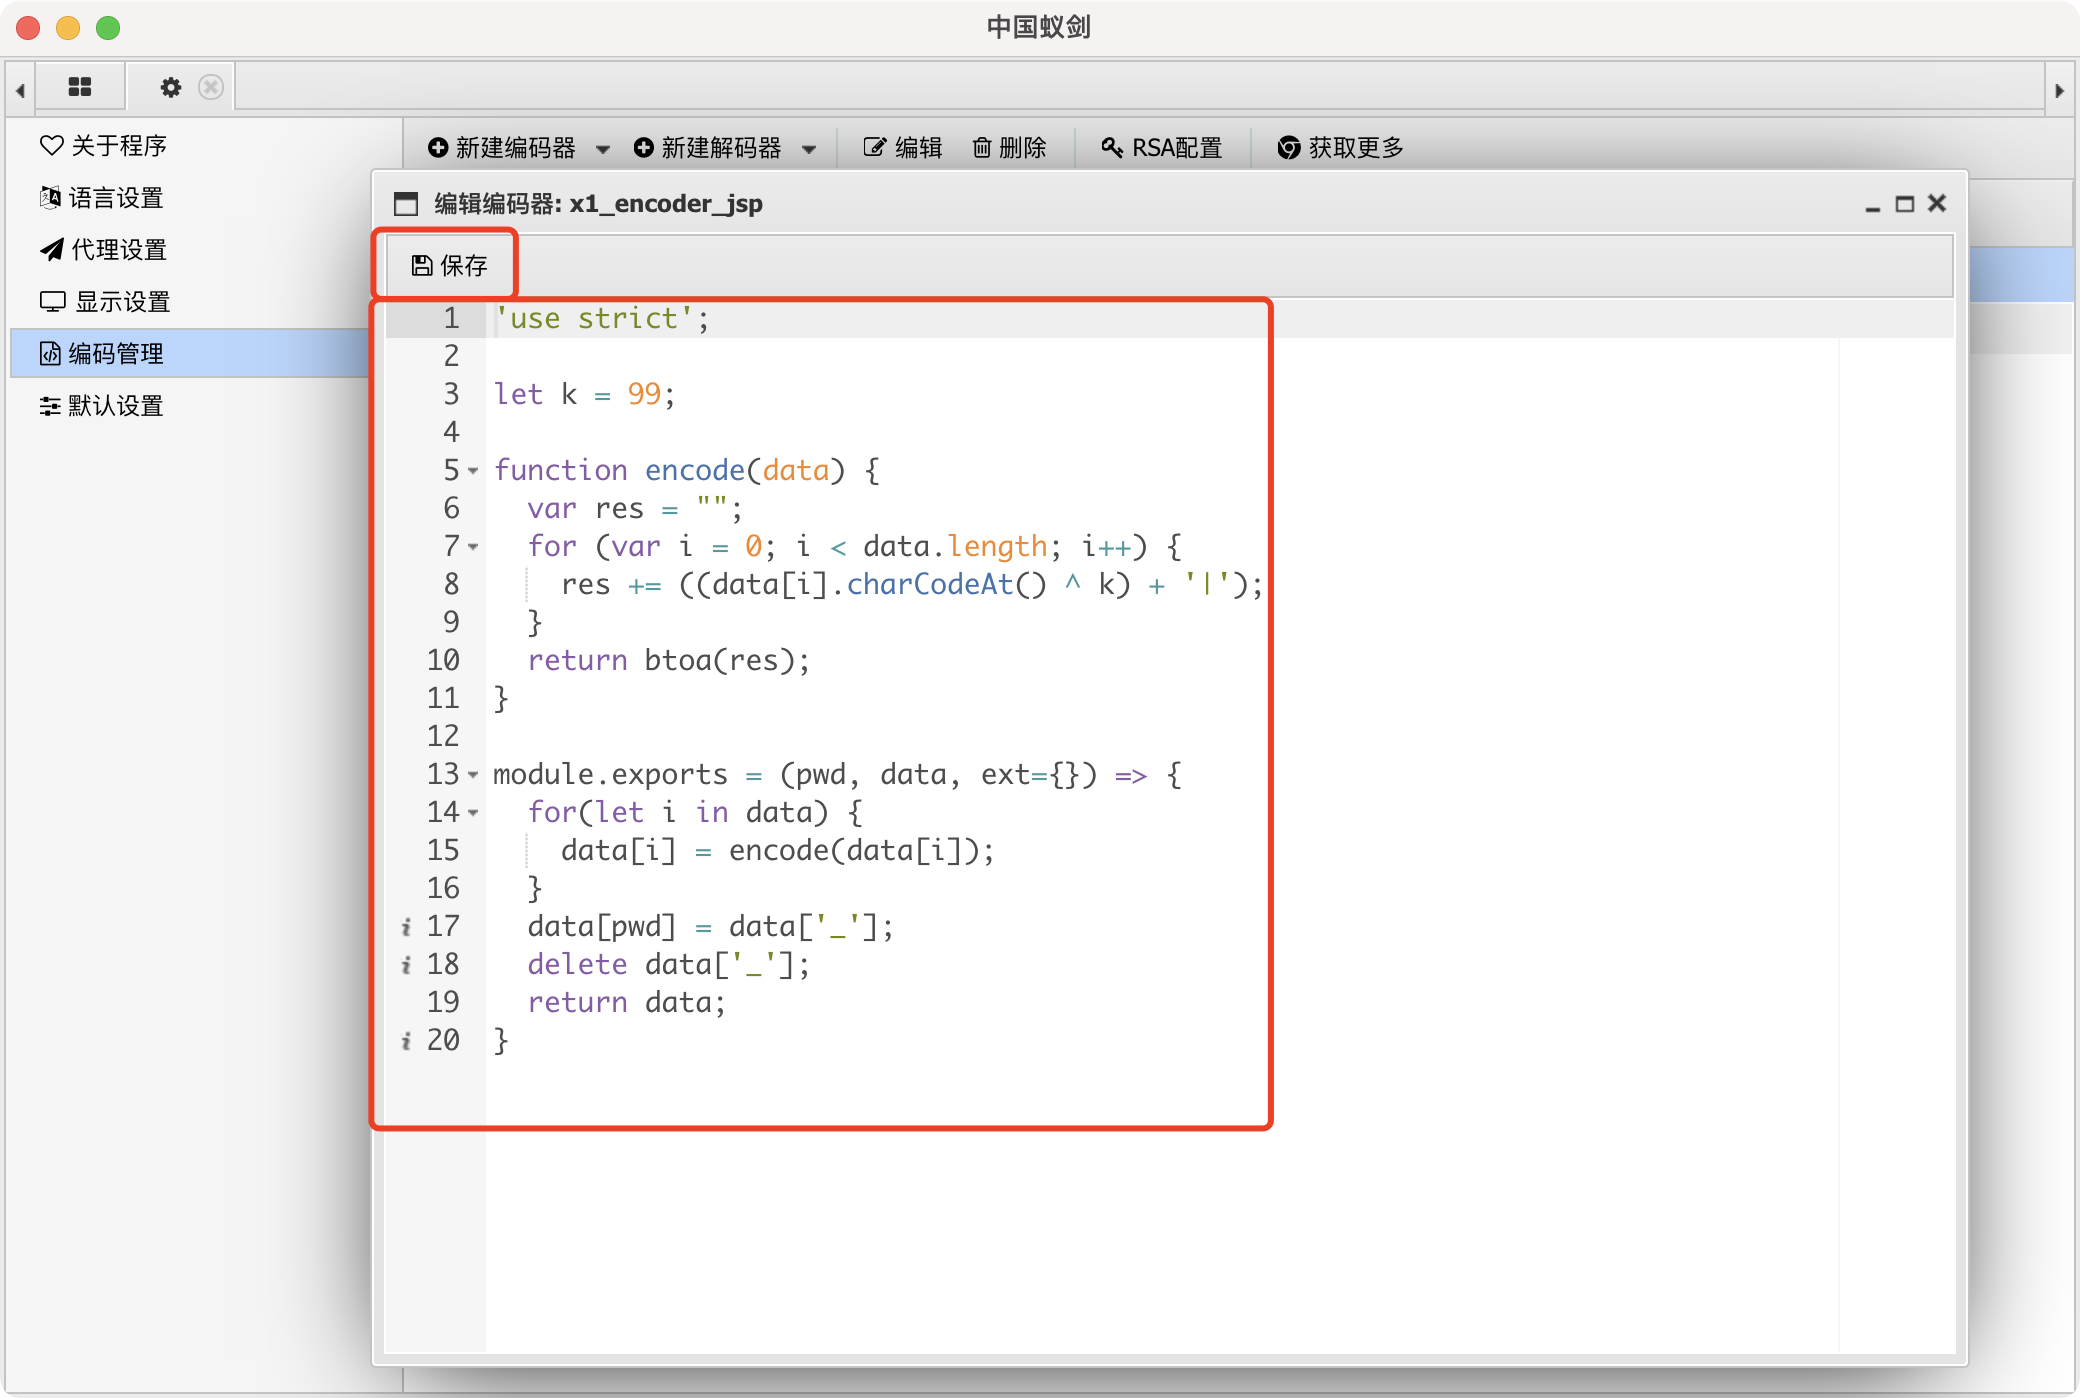 中国蚁剑
关于程序
语言设置
代理设置
显示设置
编码管理
默认设置
新建编码器 新建解码器 编辑 删除 RSA配置 获取更多
编辑编码器: x1_encoder_jsp
保存
1 'use strict';
2
3 let k = 99;
4
5 function encode(data) {
6   var res = "";
7   for (var i = 0; i < data.length; i++) {
8     res += ((data[i].charCodeAt() ^ k) + '|');
9   }
10   return btoa(res);
11 }
12
13 module.exports = (pwd, data, ext={}) => {
14   for(let i in data) {
15     data[i] = encode(data[i]);
16   }
i 17   data[pwd] = data['_'];
i 18   delete data['_'];
19   return data;
i 20 }